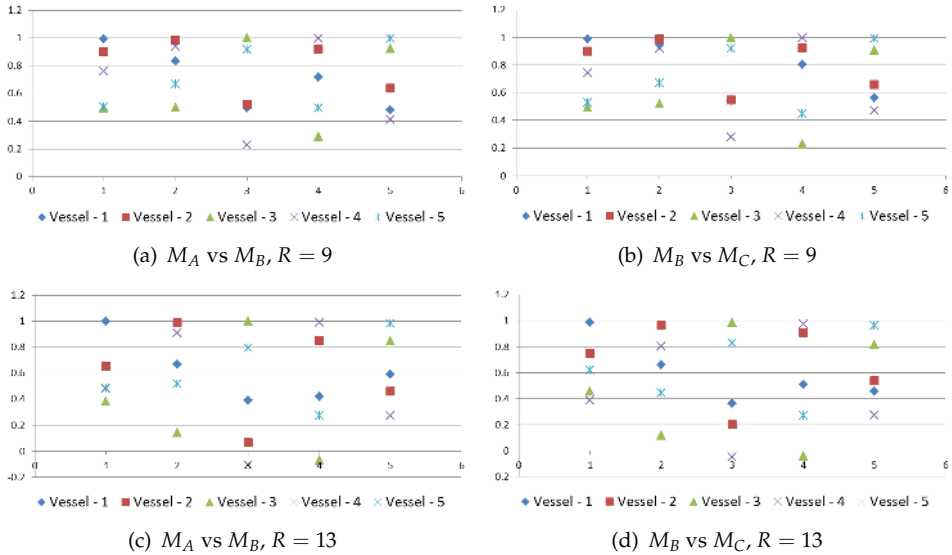 1.2
1
0.8
0.6
0.4
0.2
0
0 1 2 3 4 5 6
Vessel - 1 Vessel - 2 Vessel - 3 Vessel - 4 Vessel - 5
(a) M_A vs M_B, R = 9
1.2
1
0.8
0.6
0.4
0.2
0
0 1 2 3 4 5 6
Vessel - 1 Vessel - 2 Vessel - 3 Vessel - 4 Vessel - 5
(b) M_B vs M_C, R = 9
1.2
1
0.8
0.6
0.4
0.2
0
-0.2
0 1 2 3 4 5 6
Vessel - 1 Vessel - 2 Vessel - 3 Vessel - 4 Vessel - 5
(c) M_A vs M_B, R = 13
1.2
1
0.8
0.6
0.4
0.2
0
-0.2
0 1 2 3 4 5 6
Vessel - 1 Vessel - 2 Vessel - 3 Vessel - 4 Vessel - 5
(d) M_B vs M_C, R = 13